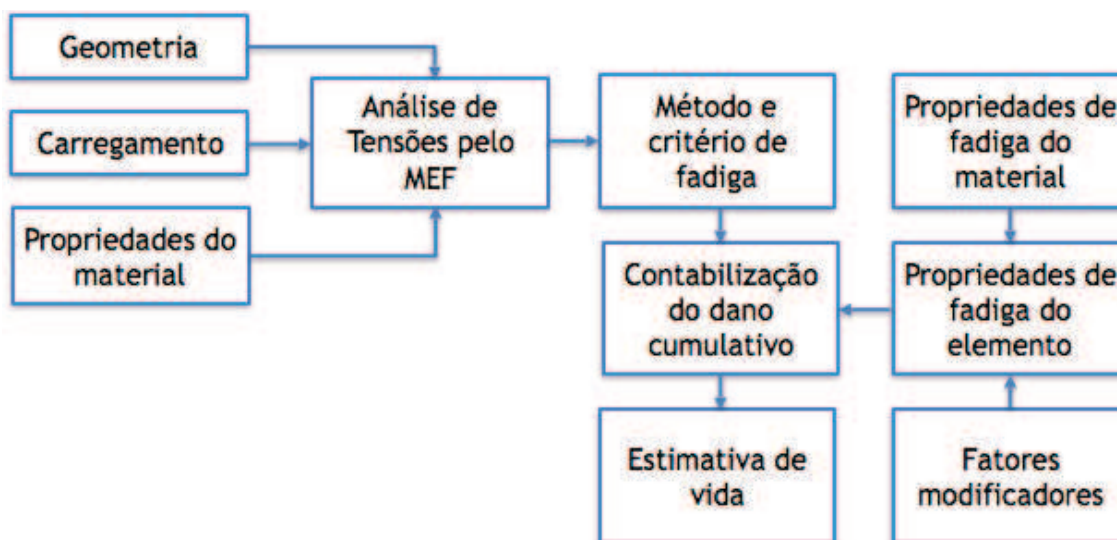 Geometria
Carregamento
Propriedades do
material
Análise de
Tensões pelo
MEF
Método e
critério de
fadiga
Propriedades de
fadiga do
material
Contabilização
do dano
cumulativo
Propriedades de
fadiga do
elemento
Estimativa de
vida
Fatores
modificadores